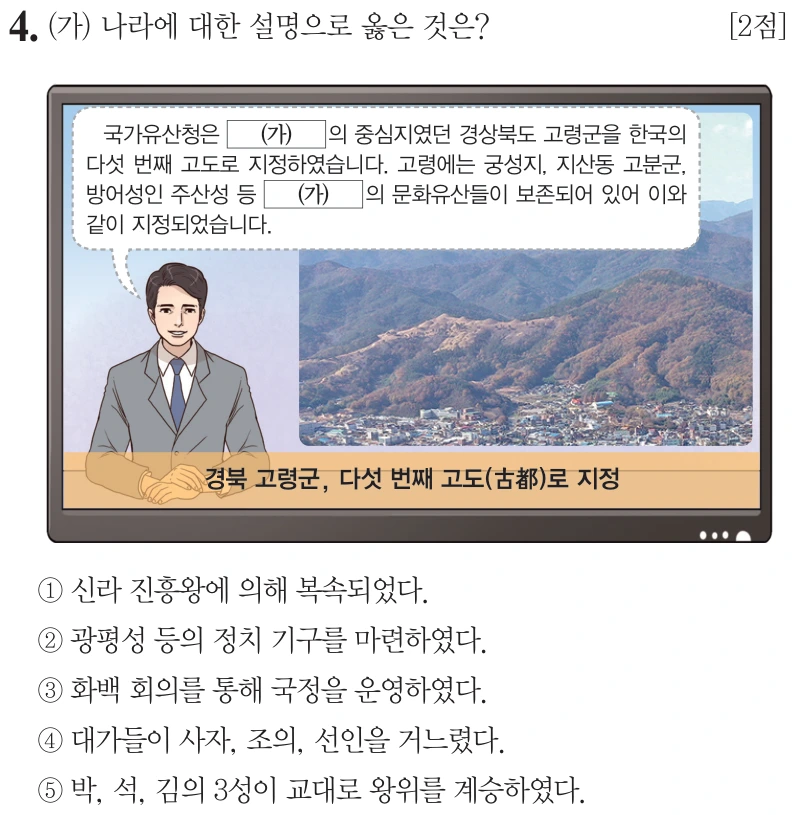 4. (가) 나라에 대한 설명으로 옳은 것은? [2점]
국가유산청은 (가) 의 중심지였던 경상북도 고령군을 한국의
다섯 번째 고도로 지정하였습니다. 고령에는 궁성지, 지산동 고분군,
방어성인 주산성 등 (가) 의 문화유산들이 보존되어 있어 이와
같이 지정되었습니다.
경북 고령군, 다섯 번째 고도(古都)로 지정
① 신라 진흥왕에 의해 복속되었다.
② 광평성 등의 정치 기구를 마련하였다.
③ 화백 회의를 통해 국정을 운영하였다.
④ 대가들이 사자, 조의, 선인을 거느렸다.
⑤ 박, 석, 김의 3성이 교대로 왕위를 계승하였다.